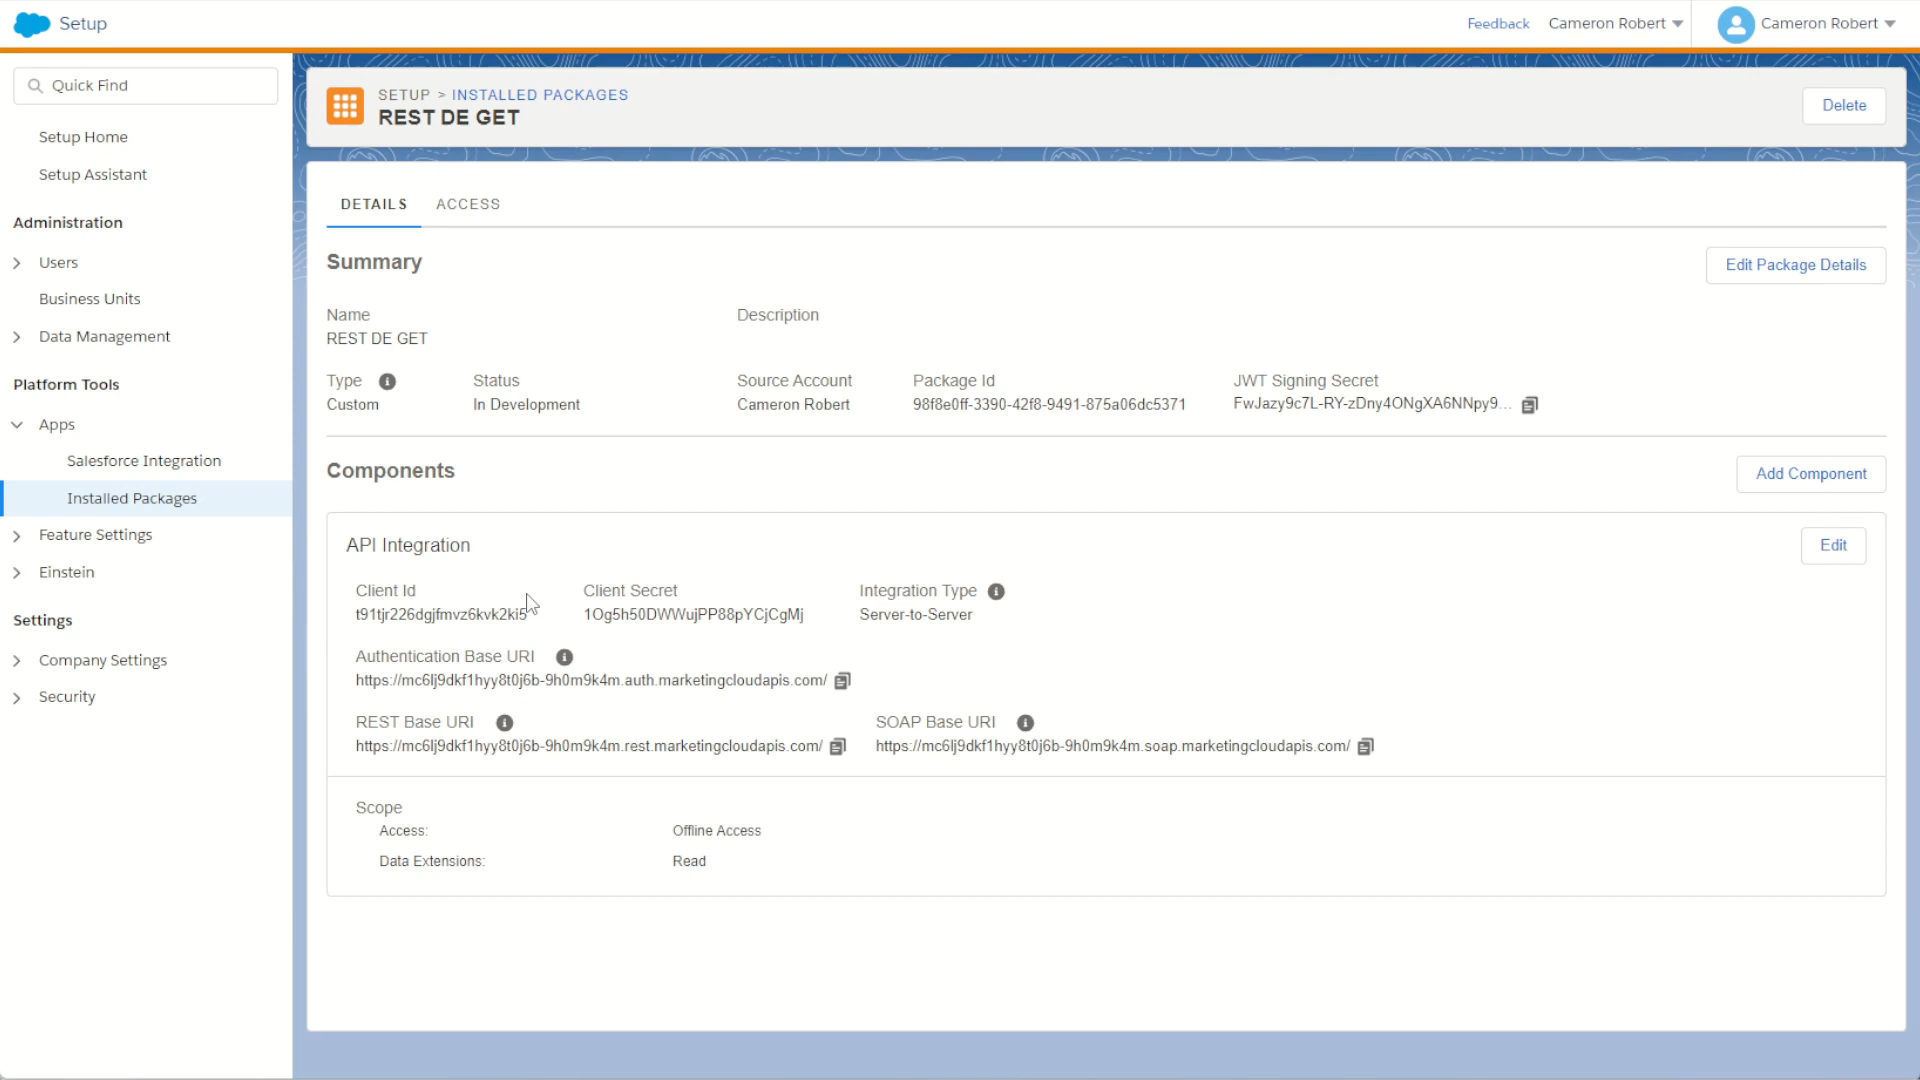 Setup
Feedback
Cameron Robert
Cameron Robert
Quick Find
Setup Home
Setup Assistant
Administration
Users
Business Units
Data Management
Platform Tools
Apps
Salesforce Integration
Installed Packages
Feature Settings
Einstein
Settings
Company Settings
Security
SETUP > INSTALLED PACKAGES
REST DE GET
Delete
DETAILS ACCESS
Summary
Edit Package Details
Name
REST DE GET
Description
Type
Custom
Status
In Development
Source Account
Cameron Robert
Package Id
98f8e0ff-3390-42f8-9491-875a06dc5371
JWT Signing Secret
FwJazy9c7L-RY-zDny4ONgXA6NNpy9...
Components
Add Component
API Integration
Edit
Client Id
t91tjr226dgjfmvz6kvk2ki5
Client Secret
1Og5h50DWWujPP88pYCjCgMj
Integration Type
Server-to-Server
Authentication Base URI
https://mc6lj9dkf1hyy8t0j6b-9h0m9k4m.auth.marketingcloudapis.com/
REST Base URI
https://mc6lj9dkf1hyy8t0j6b-9h0m9k4m.rest.marketingcloudapis.com/
SOAP Base URI
https://mc6lj9dkf1hyy8t0j6b-9h0m9k4m.soap.marketingcloudapis.com/
Scope
Access: Offline Access
Data Extensions: Read